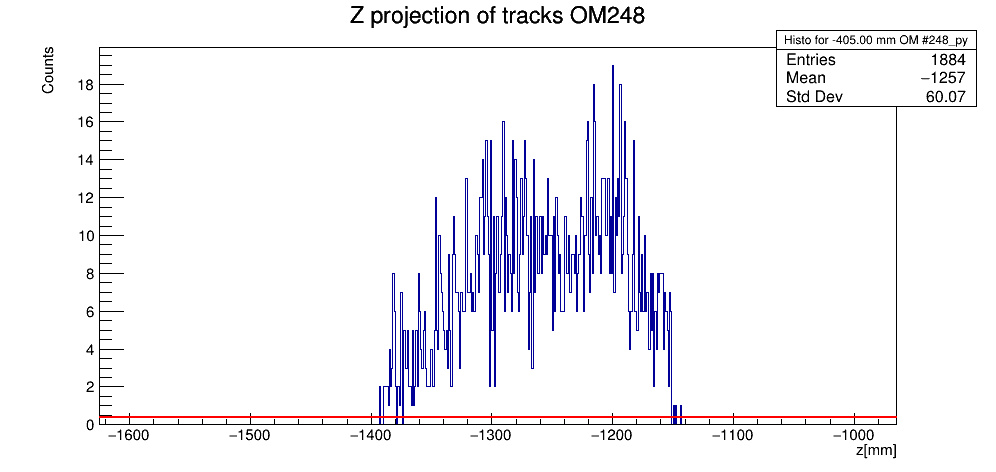 Z projection of tracks OM248
Histo for -405.00 mm OM #248_py
Entries 1884
Mean −1257
Std Dev 60.07
Counts
18
16
14
12
10
8
6
4
2
0
−1600 −1500 −1400 −1300 −1200 −1100 −1000
z[mm]